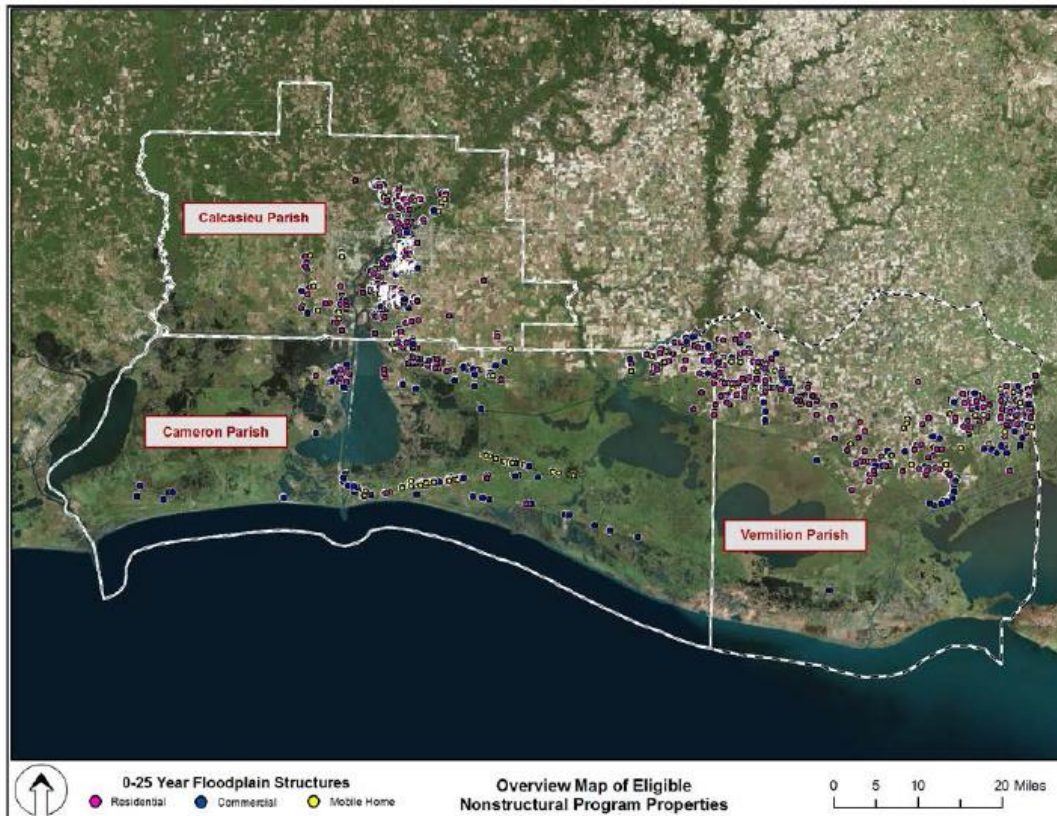 Calcasieu Parish
Cameron Parish
Vermilion Parish
0-25 Year Floodplain Structures
Residential
Commercial
Mobile Home
Overview Map of Eligible
Nonstructural Program Properties
0 5 10 20 Miles